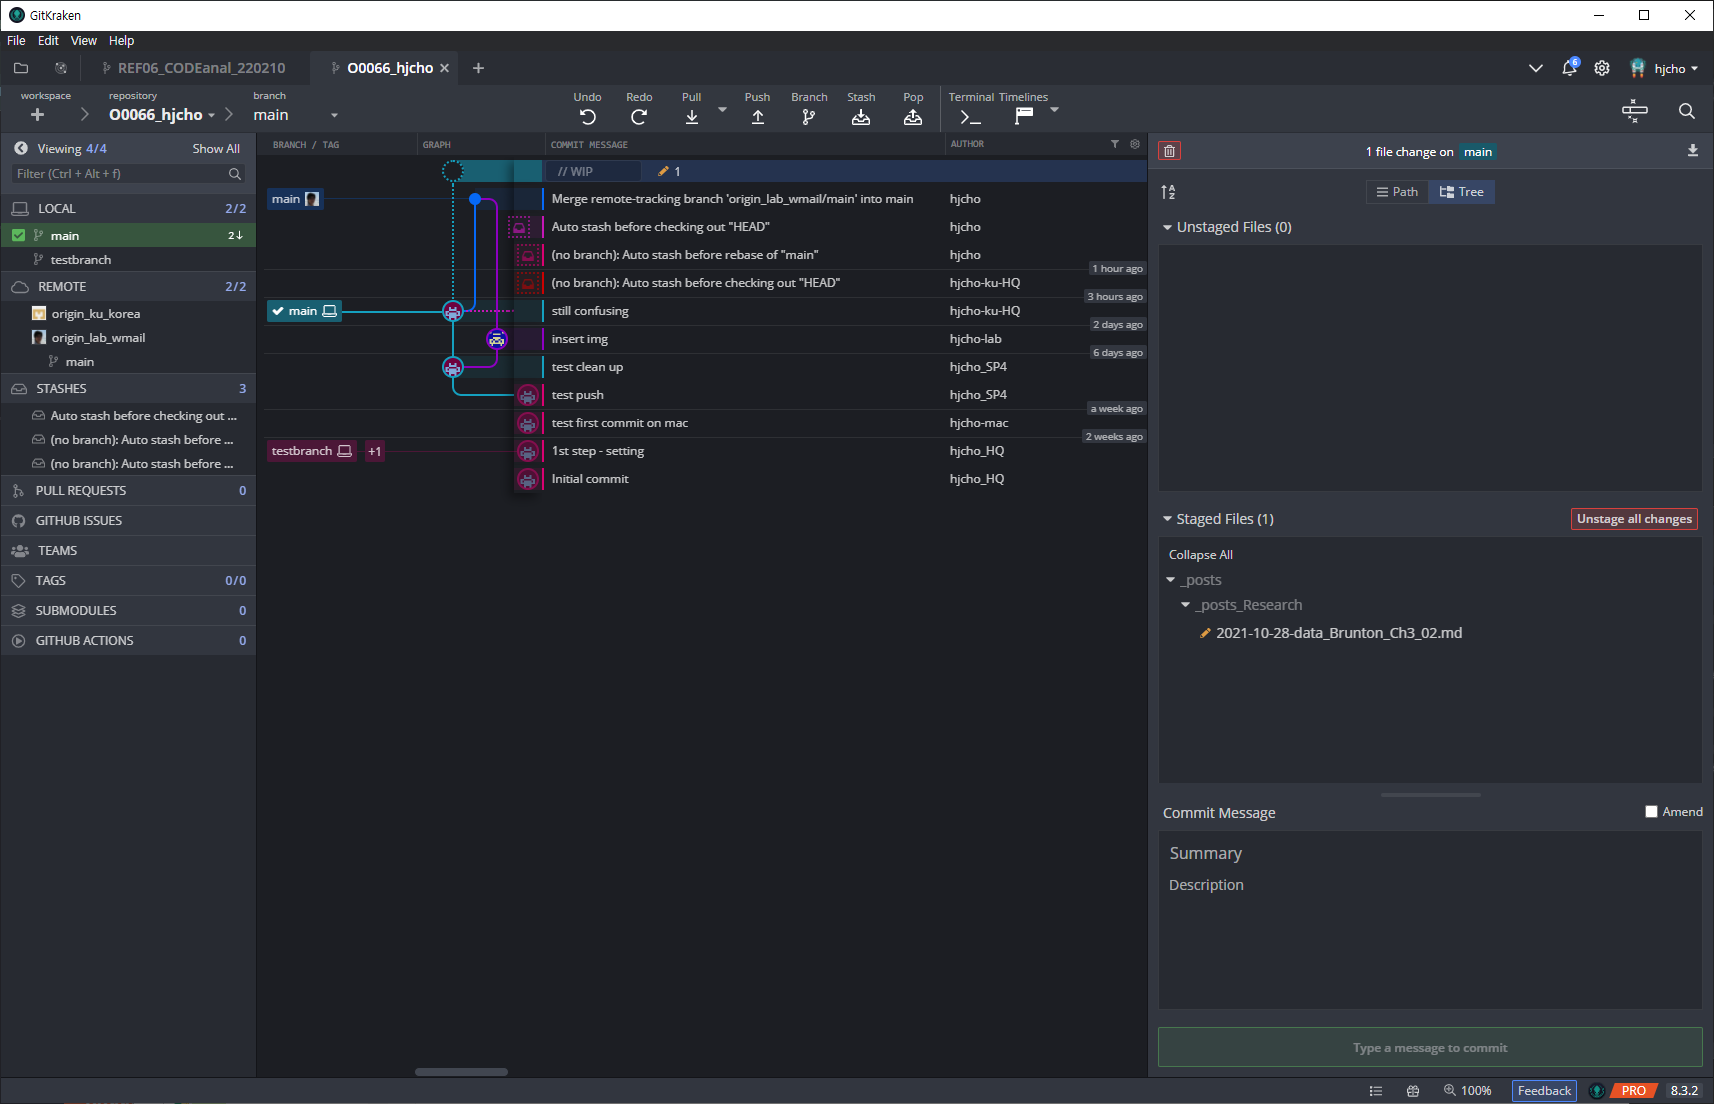 GitKraken
File Edit View Help
REF06_CODEanal_220210
O0066_hjcho
6
hjcho
workspace
repository
O0066_hjcho
branch
main
Undo
Redo
Pull
Push
Branch
Stash
Pop
Terminal
Timelines
Viewing 4/4
Show All
Filter (Ctrl + Alt + f)
LOCAL 2/2
main 2↓
testbranch
REMOTE 2/2
origin_ku_korea
origin_lab_wmail
main
STASHES 3
Auto stash before checking out ...
(no branch): Auto stash before ...
(no branch): Auto stash before ...
PULL REQUESTS 0
GITHUB ISSUES
TEAMS
TAGS 0/0
SUBMODULES 0
GITHUB ACTIONS 0
BRANCH / TAG GRAPH COMMIT MESSAGE AUTHOR
// WIP 1
main Merge remote-tracking branch 'origin_lab_wmail/main' into main hjcho
Auto stash before checking out "HEAD" hjcho
(no branch): Auto stash before rebase of "main" hjcho
1 hour ago
(no branch): Auto stash before checking out "HEAD" hjcho-ku-HQ
3 hours ago
main still confusing hjcho-ku-HQ
2 days ago
insert img hjcho-lab
6 days ago
test clean up hjcho_SP4
test push hjcho_SP4
a week ago
test first commit on mac hjcho-mac
2 weeks ago
testbranch +1 1st step - setting hjcho_HQ
Initial commit hjcho_HQ
1 file change on main
Path
Tree
Unstaged Files (0)
Staged Files (1)
Unstage all changes
Collapse All
_posts
_posts_Research
2021-10-28-data_Brunton_Ch3_02.md
Commit Message
Amend
Summary
Description
Type a message to commit
100%
Feedback
PRO
8.3.2